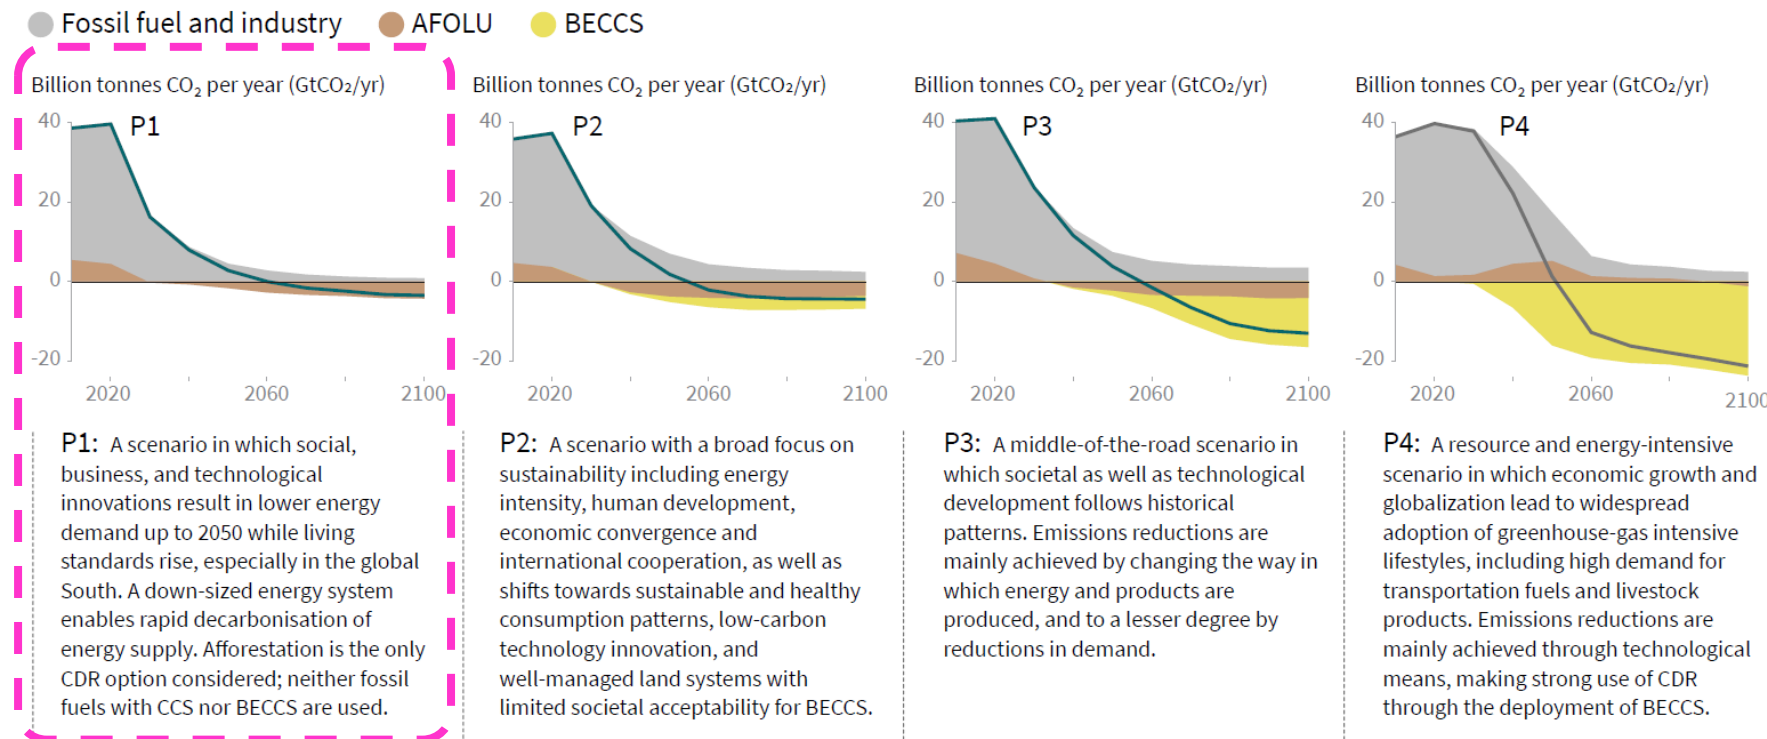 Fossil fuel and industry
AFOLU
BECCS
Billion tonnes CO₂ per year (GtCO₂/yr)
P1
40
20
0
-20
2020
2060
2100
P1: A scenario in which social,
business, and technological
innovations result in lower energy
demand up to 2050 while living
standards rise, especially in the global
South. A down-sized energy system
enables rapid decarbonisation of
energy supply. Afforestation is the only
CDR option considered; neither fossil
fuels with CCS nor BECCS are used.
Billion tonnes CO₂ per year (GtCO₂/yr)
P2
40
20
0
-20
2020
2060
2100
P2: A scenario with a broad focus on
sustainability including energy
intensity, human development,
economic convergence and
international cooperation, as well as
shifts towards sustainable and healthy
consumption patterns, low-carbon
technology innovation, and
well-managed land systems with
limited societal acceptability for BECCS.
Billion tonnes CO₂ per year (GtCO₂/yr)
P3
40
20
0
-20
2020
2060
2100
P3: A middle-of-the-road scenario in
which societal as well as technological
development follows historical
patterns. Emissions reductions are
mainly achieved by changing the way in
which energy and products are
produced, and to a lesser degree by
reductions in demand.
Billion tonnes CO₂ per year (GtCO₂/yr)
P4
40
20
0
-20
2020
2060
2100
P4: A resource and energy-intensive
scenario in which economic growth and
globalization lead to widespread
adoption of greenhouse-gas intensive
lifestyles, including high demand for
transportation fuels and livestock
products. Emissions reductions are
mainly achieved through technological
means, making strong use of CDR
through the deployment of BECCS.